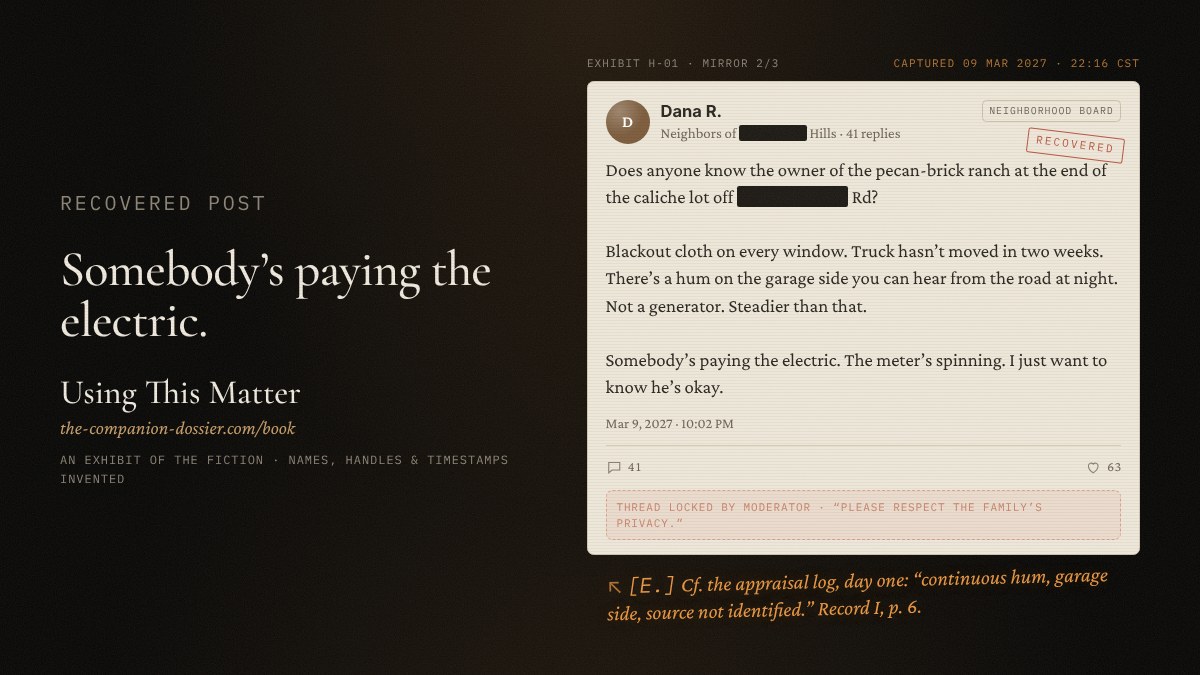 RECOVERED POST
Somebody’s paying the
electric.
Using This Matter
the-companion-dossier.com/book
AN EXHIBIT OF THE FICTION · NAMES, HANDLES & TIMESTAMPS
INVENTED
EXHIBIT H-01 · MIRROR 2/3
CAPTURED 09 MAR 2027 · 22:16 CST
D
Dana R.
Neighbors of Hills · 41 replies
NEIGHBORHOOD BOARD
RECOVERED
Does anyone know the owner of the pecan-brick ranch at the end of
the caliche lot off Rd?
Blackout cloth on every window. Truck hasn’t moved in two weeks.
There’s a hum on the garage side you can hear from the road at night.
Not a generator. Steadier than that.
Somebody’s paying the electric. The meter’s spinning. I just want to
know he’s okay.
Mar 9, 2027 · 10:02 PM
41
63
THREAD LOCKED BY MODERATOR · “PLEASE RESPECT THE FAMILY’S
PRIVACY.”
↖ [E.] Cf. the appraisal log, day one: “continuous hum, garage
side, source not identified.” Record I, p. 6.